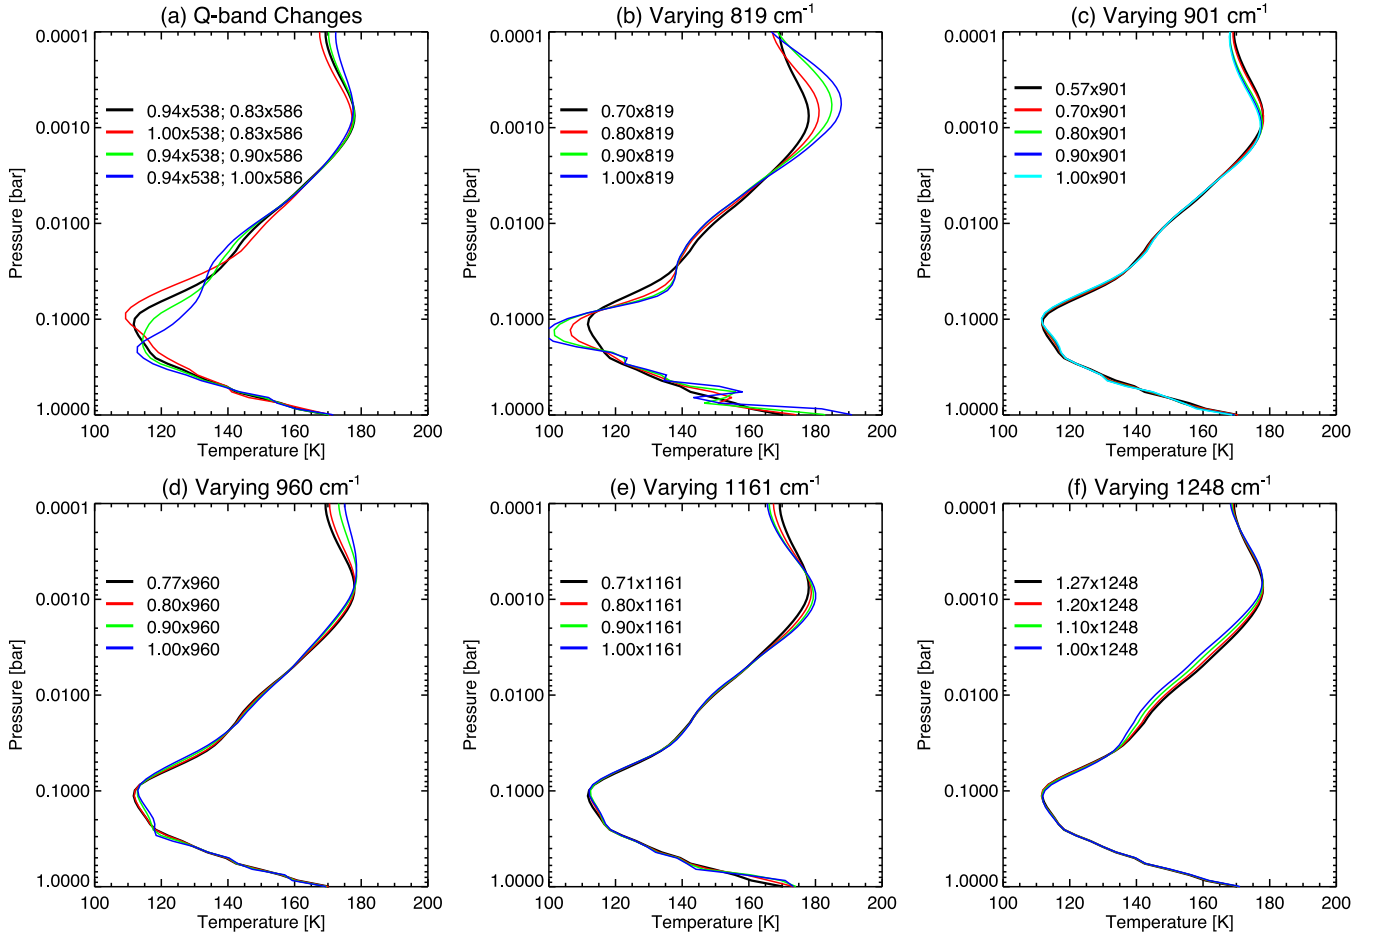 (a) Q-band Changes
0.0001
0.0010
0.0100
0.1000
1.0000
Pressure [bar]
0.94x538; 0.83x586
1.00x538; 0.83x586
0.94x538; 0.90x586
0.94x538; 1.00x586
100 120 140 160 180 200
Temperature [K]
(b) Varying 819 cm-1
0.0001
0.0010
0.0100
0.1000
1.0000
Pressure [bar]
0.70x819
0.80x819
0.90x819
1.00x819
100 120 140 160 180 200
Temperature [K]
(c) Varying 901 cm-1
0.0001
0.0010
0.0100
0.1000
1.0000
Pressure [bar]
0.57x901
0.70x901
0.80x901
0.90x901
1.00x901
100 120 140 160 180 200
Temperature [K]
(d) Varying 960 cm-1
0.0001
0.0010
0.0100
0.1000
1.0000
Pressure [bar]
0.77x960
0.80x960
0.90x960
1.00x960
100 120 140 160 180 200
Temperature [K]
(e) Varying 1161 cm-1
0.0001
0.0010
0.0100
0.1000
1.0000
Pressure [bar]
0.71x1161
0.80x1161
0.90x1161
1.00x1161
100 120 140 160 180 200
Temperature [K]
(f) Varying 1248 cm-1
0.0001
0.0010
0.0100
0.1000
1.0000
Pressure [bar]
1.27x1248
1.20x1248
1.10x1248
1.00x1248
100 120 140 160 180 200
Temperature [K]